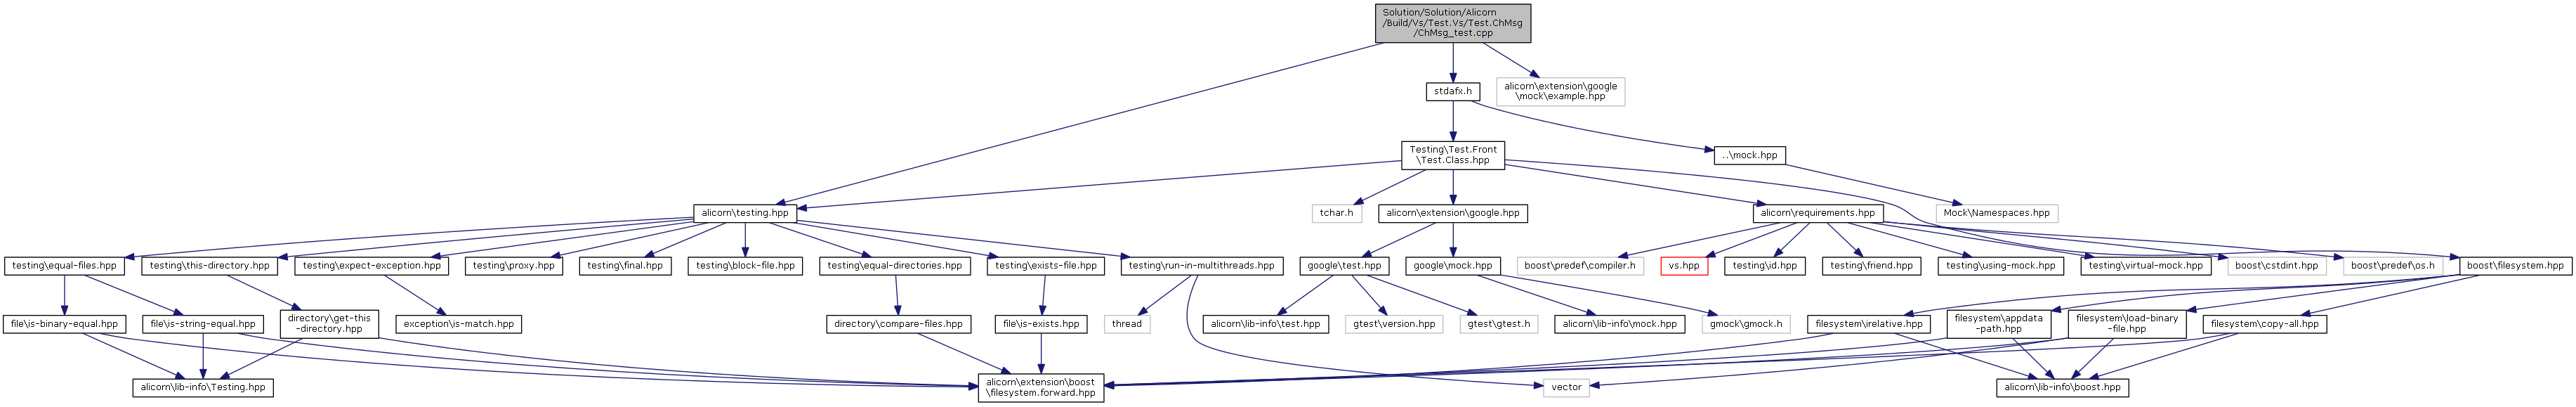 Solution/Solution/Alicorn
/Build/Vs/Test.Vs/Test.ChMsg
/ChMsg_test.cpp
stdafx.h
alicorn\extension\google
\mock\example.hpp
Testing\Test.Front
\Test.Class.hpp
..\mock.hpp
alicorn\testing.hpp
tchar.h
alicorn\extension\google.hpp
alicorn\requirements.hpp
Mock\Namespaces.hpp
testing\equal-files.hpp
testing\this-directory.hpp
testing\expect-exception.hpp
testing\proxy.hpp
testing\final.hpp
testing\block-file.hpp
testing\equal-directories.hpp
testing\exists-file.hpp
testing\run-in-multithreads.hpp
google\test.hpp
google\mock.hpp
boost\predef\compiler.h
vs.hpp
testing\id.hpp
testing\friend.hpp
testing\using-mock.hpp
testing\virtual-mock.hpp
boost\cstdint.hpp
boost\predef\os.h
boost\filesystem.hpp
file\is-binary-equal.hpp
file\is-string-equal.hpp
directory\get-this
-directory.hpp
exception\is-match.hpp
directory\compare-files.hpp
file\is-exists.hpp
thread
alicorn\lib-info\test.hpp
gtest\version.hpp
gtest\gtest.h
alicorn\lib-info\mock.hpp
gmock\gmock.h
filesystem\irelative.hpp
filesystem\appdata
-path.hpp
filesystem\load-binary
-file.hpp
filesystem\copy-all.hpp
alicorn\lib-info\Testing.hpp
alicorn\extension\boost
\filesystem.forward.hpp
vector
alicorn\lib-info\boost.hpp